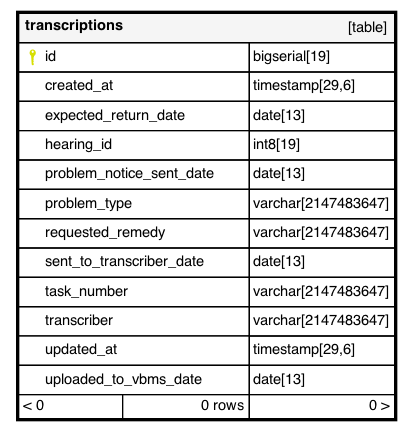 transcriptions [table]
id bigserial[19]
created_at timestamp[29,6]
expected_return_date date[13]
hearing_id int8[19]
problem_notice_sent_date date[13]
problem_type varchar[2147483647]
requested_remedy varchar[2147483647]
sent_to_transcriber_date date[13]
task_number varchar[2147483647]
transcriber varchar[2147483647]
updated_at timestamp[29,6]
uploaded_to_vbms_date date[13]
< 0 0 rows 0 >